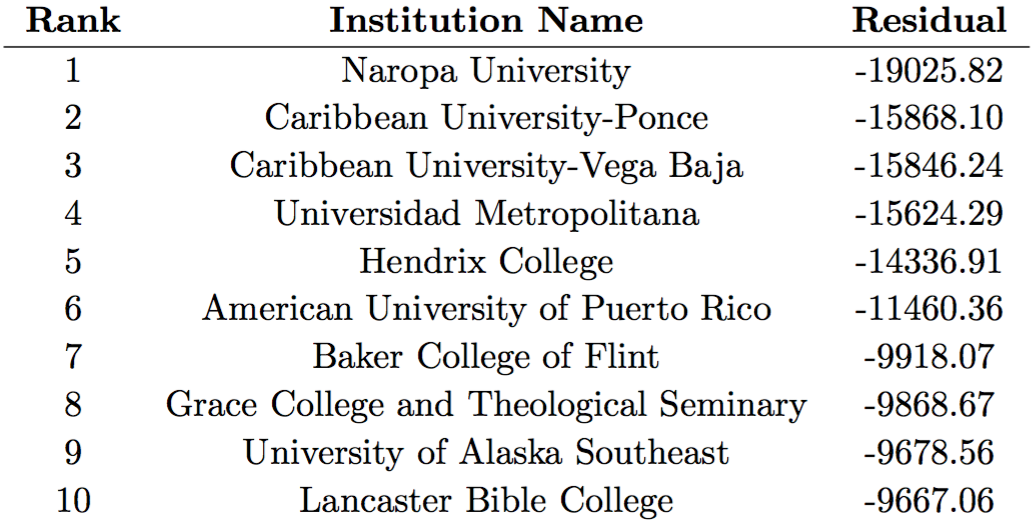 Rank Institution Name Residual
1 Naropa University -19025.82
2 Caribbean University-Ponce -15868.10
3 Caribbean University-Vega Baja -15846.24
4 Universidad Metropolitana -15624.29
5 Hendrix College -14336.91
6 American University of Puerto Rico -11460.36
7 Baker College of Flint -9918.07
8 Grace College and Theological Seminary -9868.67
9 University of Alaska Southeast -9678.56
10 Lancaster Bible College -9667.06